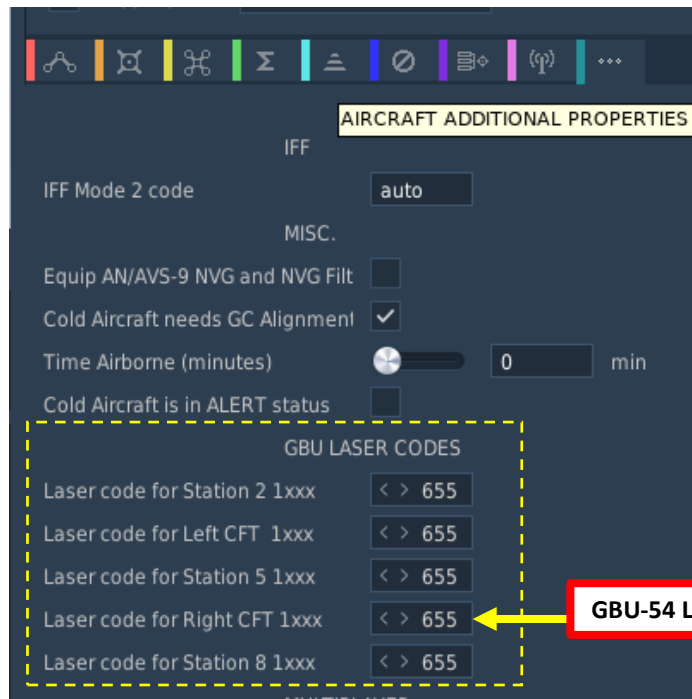 AIRCRAFT ADDITIONAL PROPERTIES
IFF
IFF Mode 2 code auto
MISC.
Equip AN/AVS-9 NVG and NVG Filt
Cold Aircraft needs GC Alignment
Time Airborne (minutes) 0 min
Cold Aircraft is in ALERT status
GBU LASER CODES
Laser code for Station 2 1xxx < > 655
Laser code for Left CFT 1xxx < > 655
Laser code for Station 5 1xxx < > 655
Laser code for Right CFT 1xxx < > 655 GBU-54 L
Laser code for Station 8 1xxx < > 655